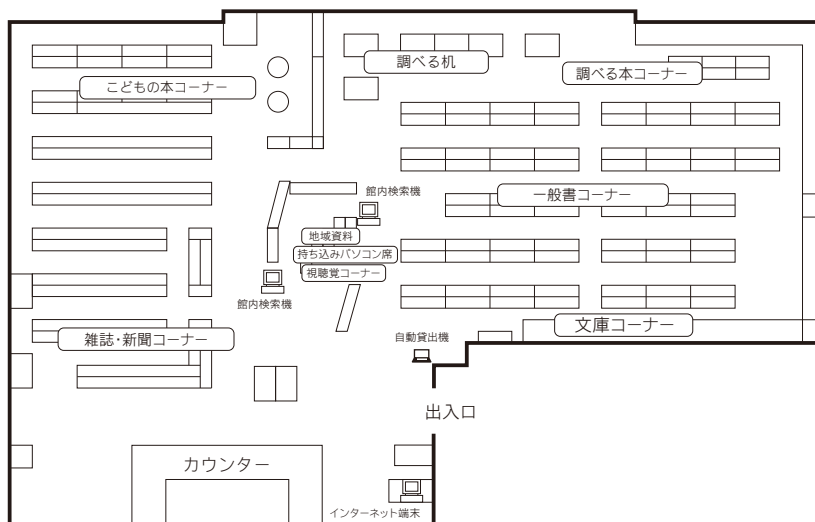 調べる机
調べる本コーナー
こどもの本コーナー
館内検索機
一般書コーナー
地域資料
持ち込みパソコン席
視聴覚コーナー
館内検索機
雑誌・新聞コーナー
文庫コーナー
自動貸出機
出入口
カウンター
インターネット端末